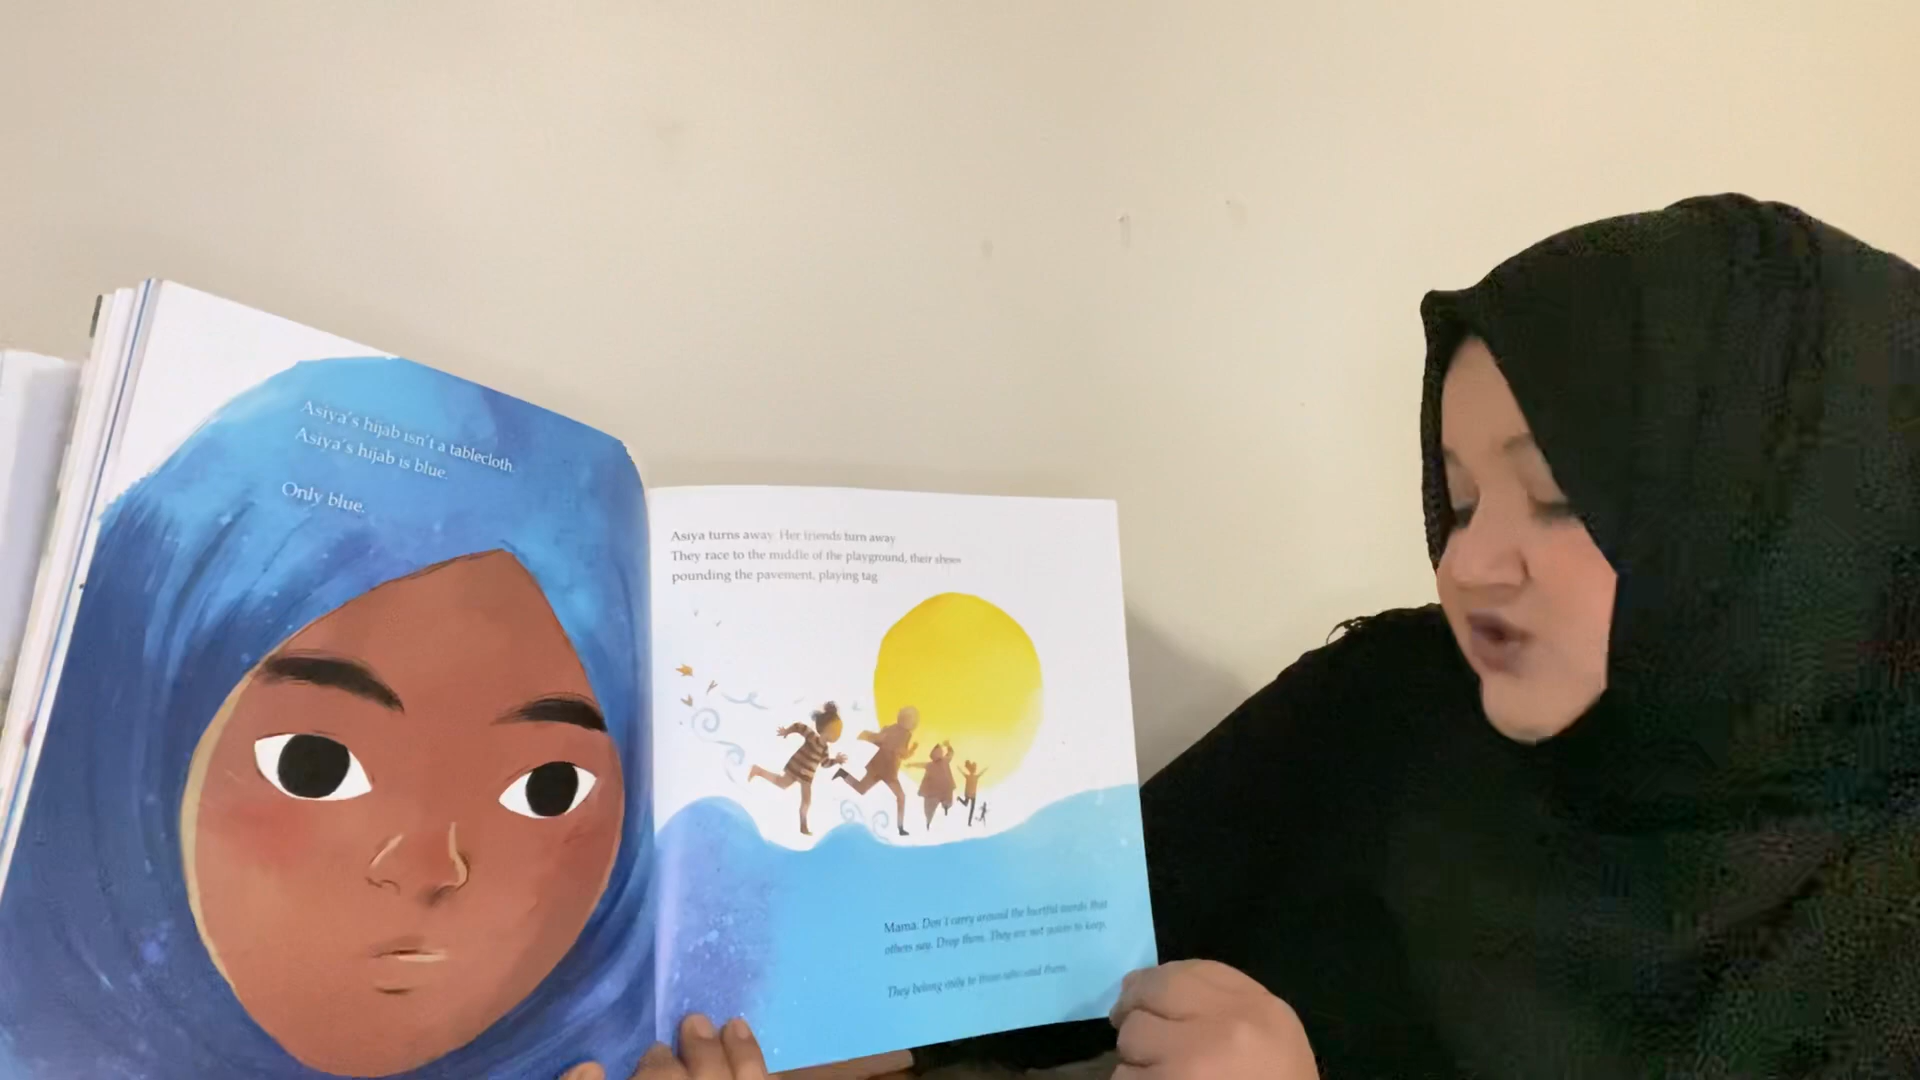 Asiya's hijab isn't a tablecloth.
Asiya's hijab is blue.
Only blue.
Asiya turns away. Her friends turn away.
They race to the middle of the playground, their shoes
pounding the pavement, playing tag.
Mama: Don't carry around the hurtful words that
others say. Drop them. They are not yours to keep.
They belong only to those who said them.